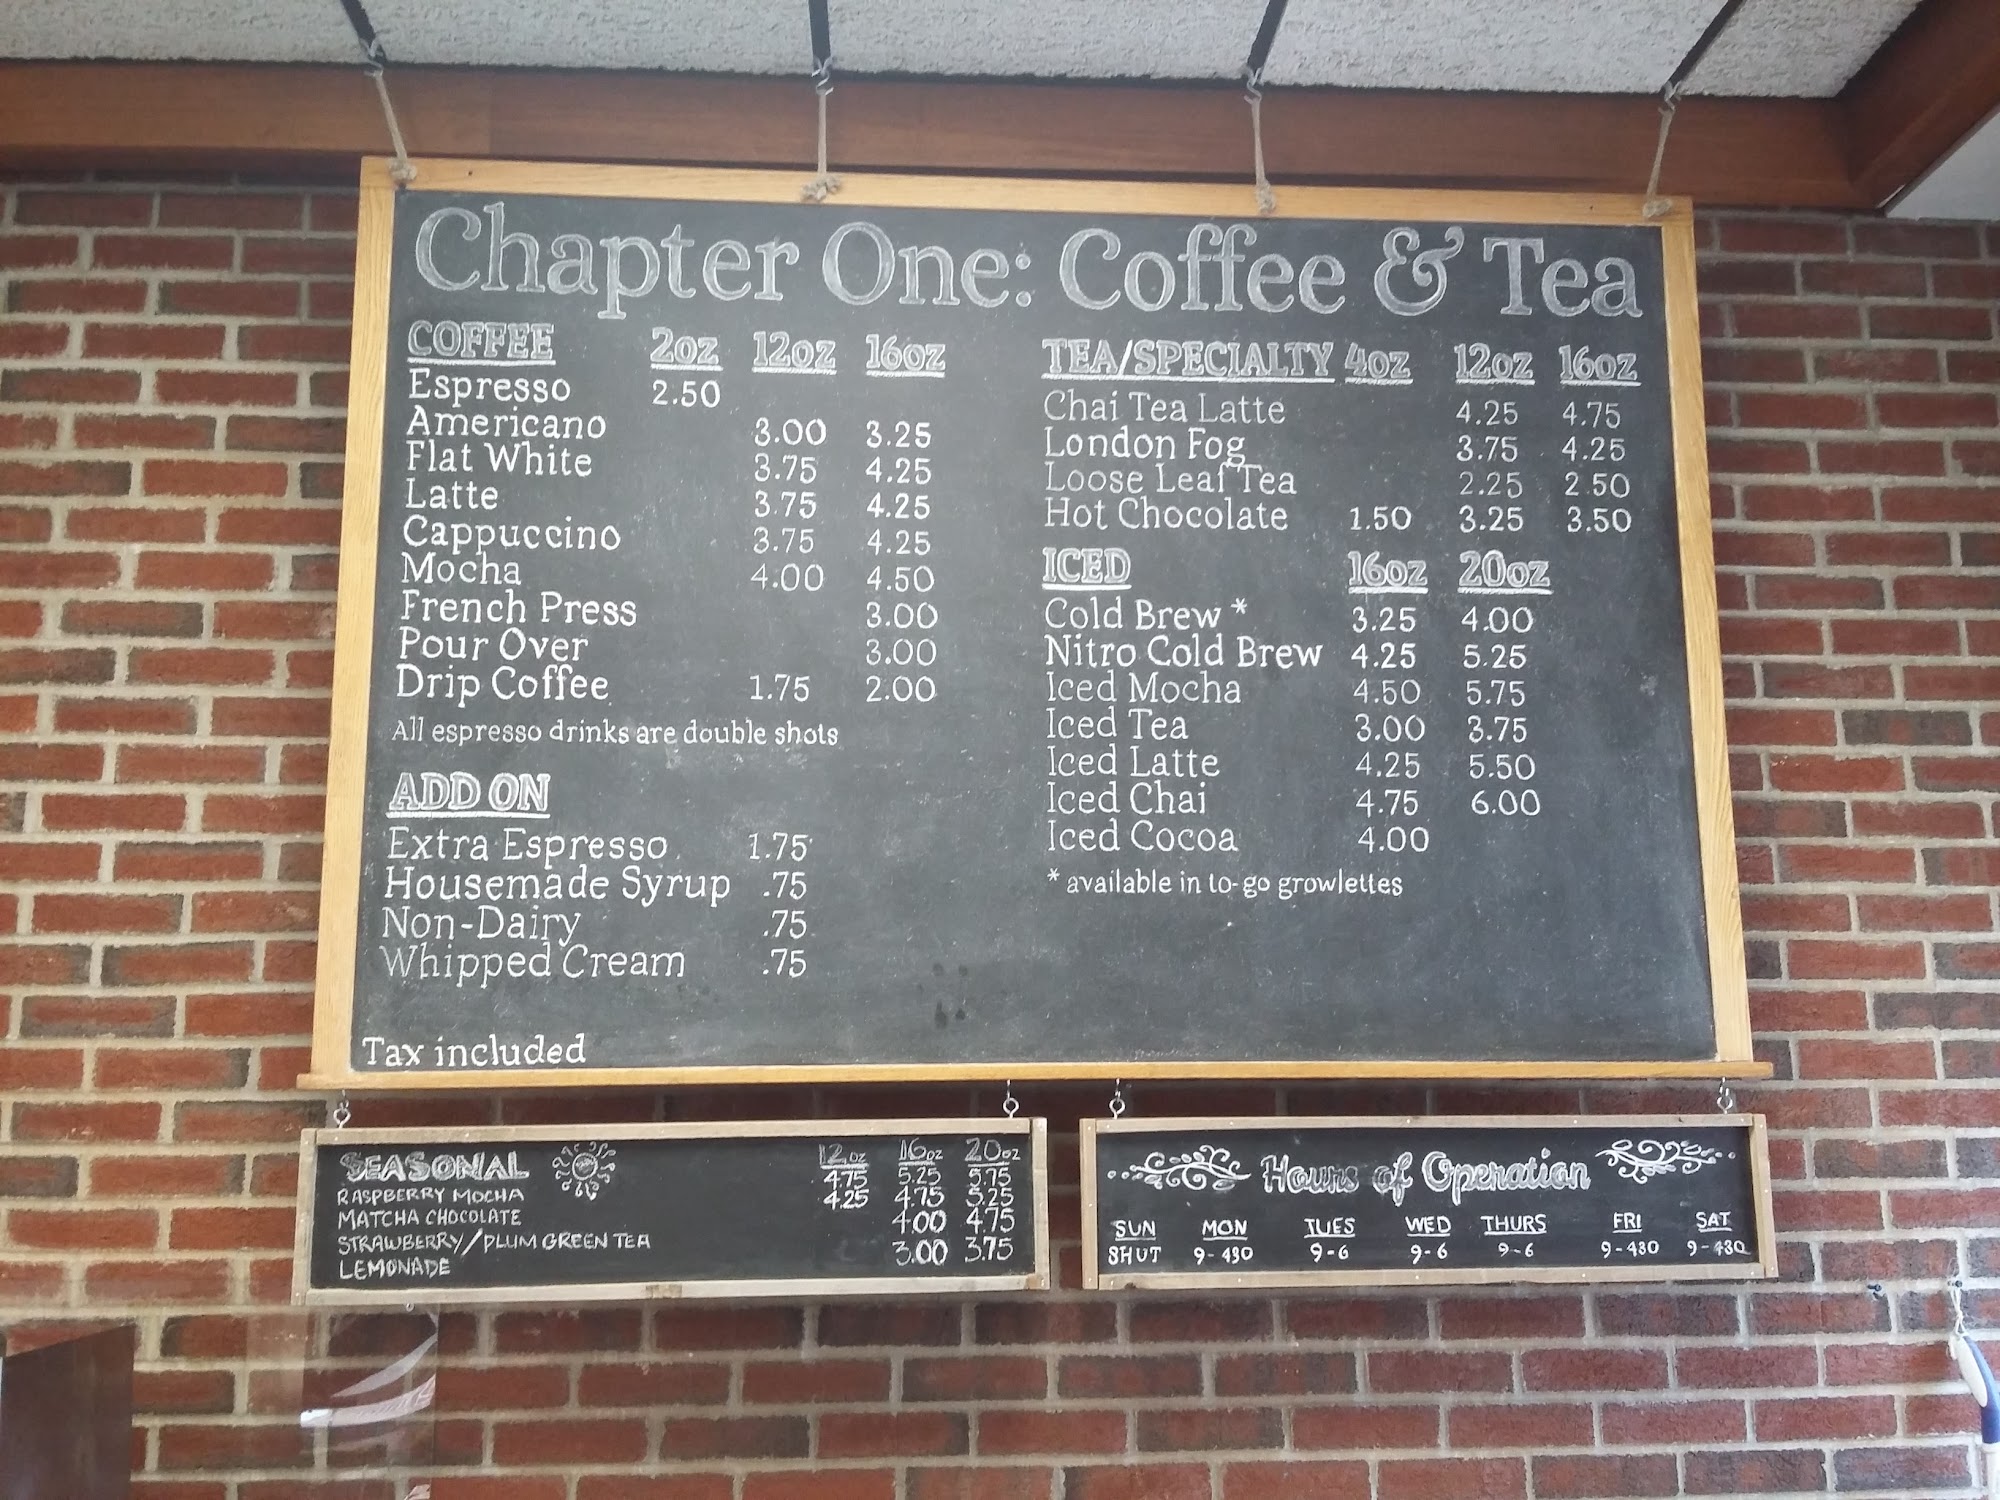 Chapter One: Coffee & Tea
COFFEE 2oz 12oz 16oz
Espresso 2.50
Americano 3.00 3.25
Flat White 3.75 4.25
Latte 3.75 4.25
Cappuccino 3.75 4.25
Mocha 4.00 4.50
French Press 3.00
Pour Over 3.00
Drip Coffee 1.75 2.00
All espresso drinks are double shots
ADD ON
Extra Espresso 1.75
Housemade Syrup .75
Non-Dairy .75
Whipped Cream .75
Tax included
TEA/SPECIALTY 4oz 12oz 16oz
Chai Tea Latte 4.25 4.75
London Fog 3.75 4.25
Loose Leaf Tea 2.25 2.50
Hot Chocolate 1.50 3.25 3.50
ICED 16oz 20oz
Cold Brew * 3.25 4.00
Nitro Cold Brew 4.25 5.25
Iced Mocha 4.50 5.75
Iced Tea 3.00 3.75
Iced Latte 4.25 5.50
Iced Chai 4.75 6.00
Iced Cocoa 4.00
* available in to-go growlettes
SEASONAL 12oz 16oz 20oz
RASPBERRY MOCHA 4.75 5.25 5.75
MATCHA CHOCOLATE 4.25 4.75 5.25
STRAWBERRY/PLUM GREEN TEA 4.00 4.75
LEMONADE 3.00 3.75
Hours of Operation
SUN MON TUES WED THURS FRI SAT
SHUT 9-430 9-6 9-6 9-6 9-430 9-430